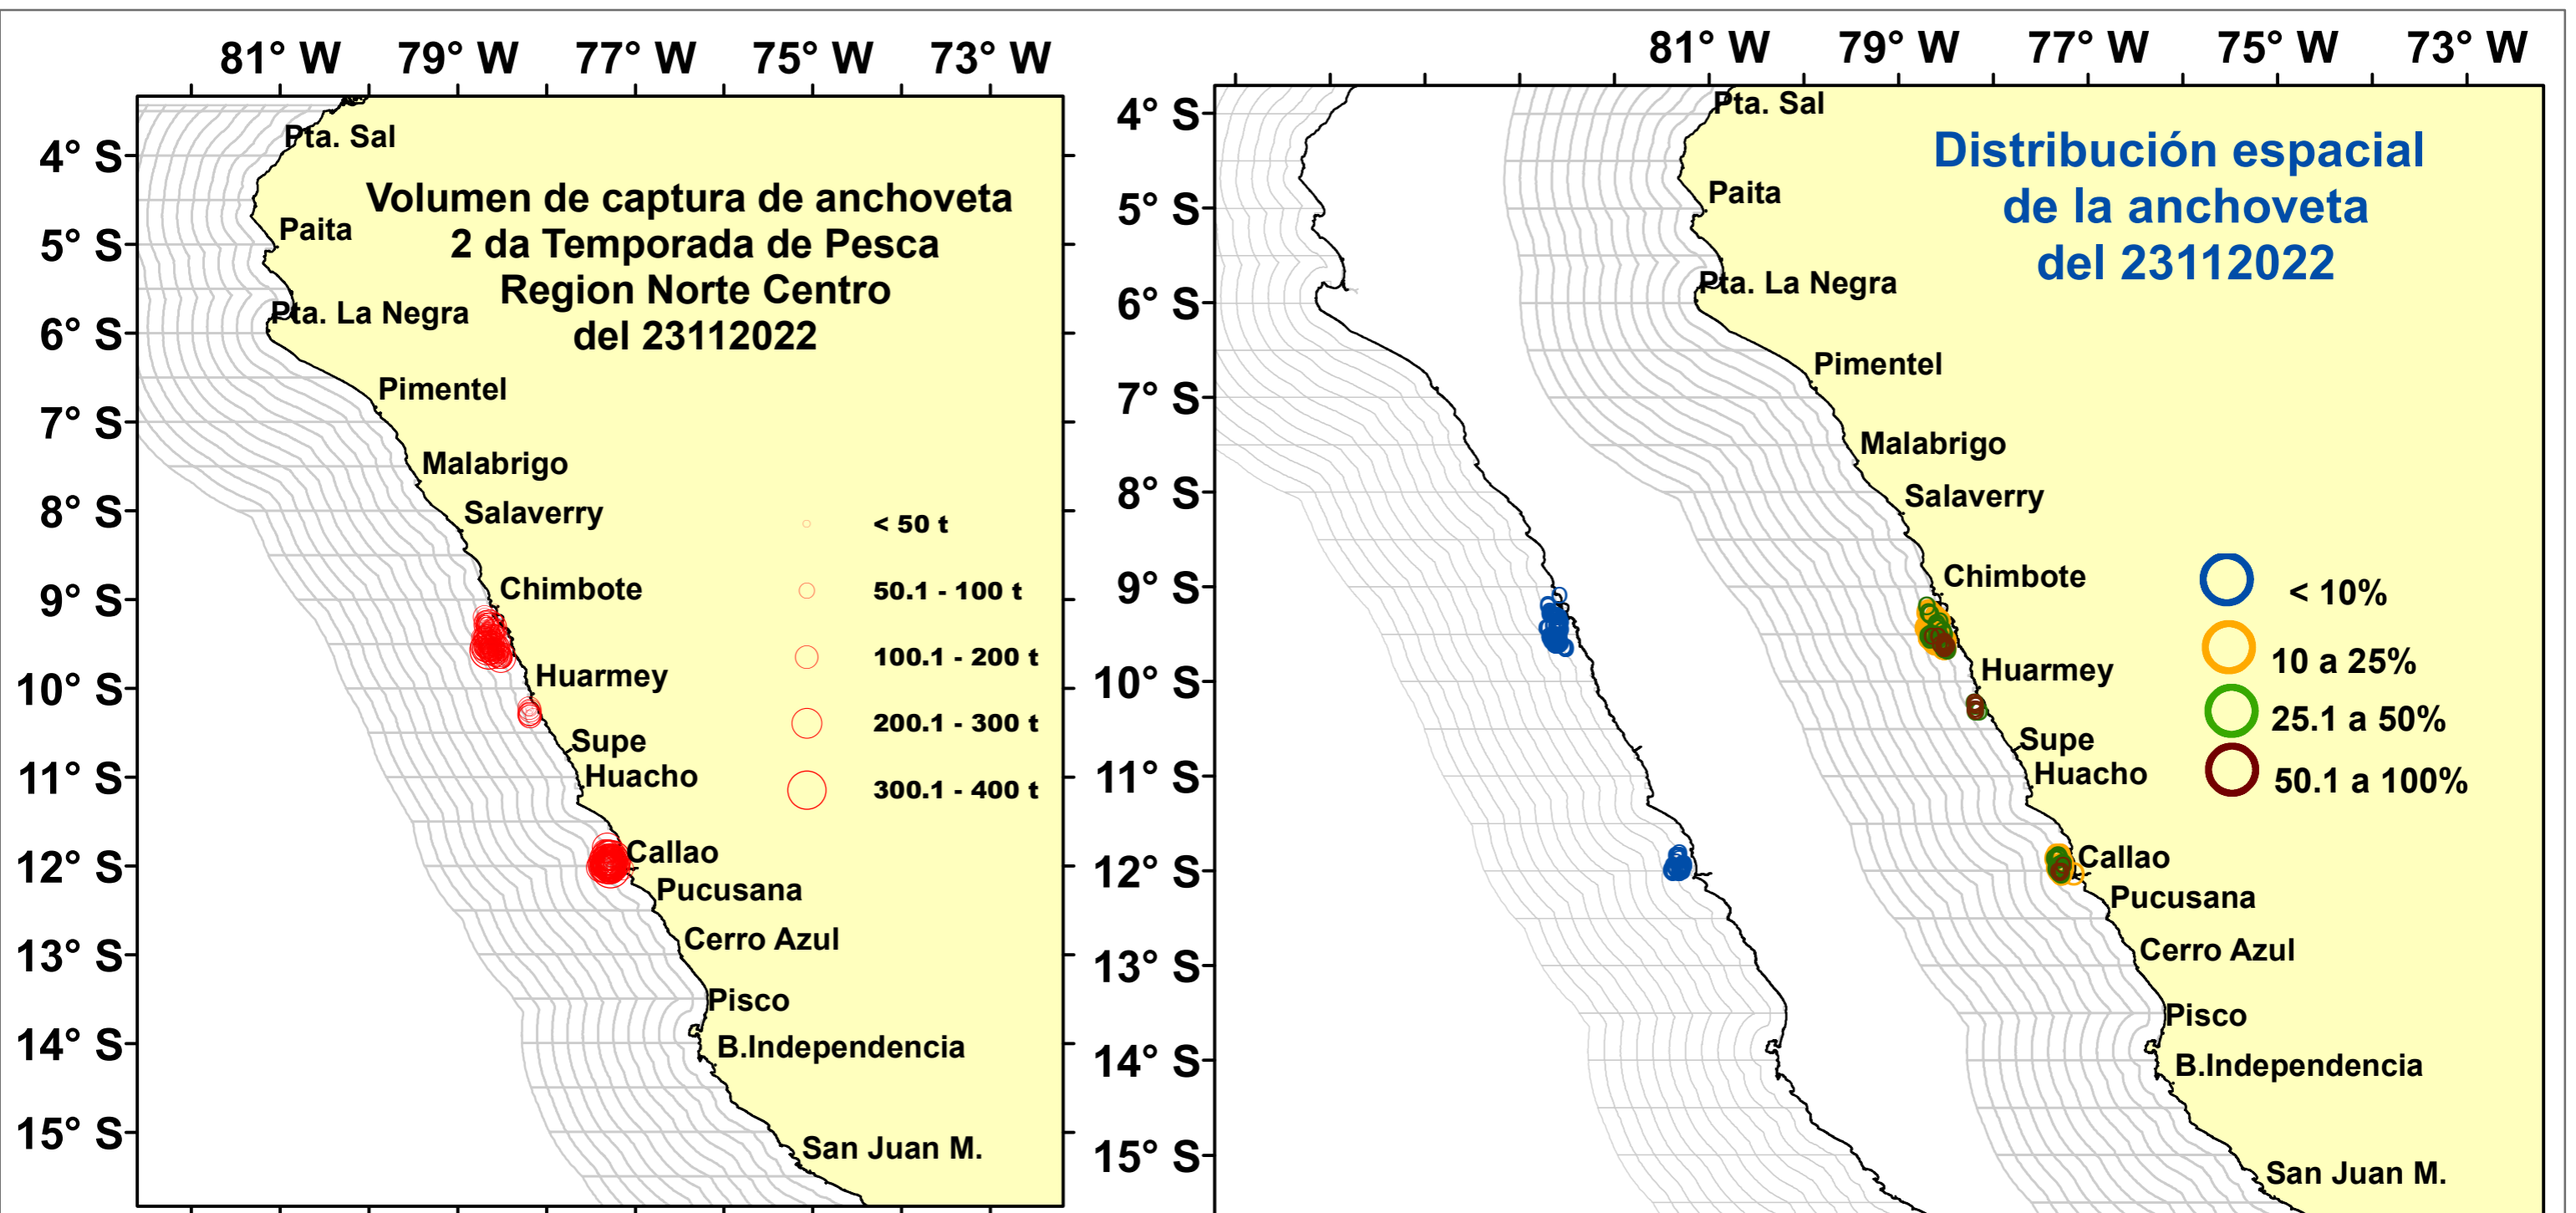 81° W 79° W 77° W 75° W 73° W
4° S
5° S
6° S
7° S
8° S
9° S
10° S
11° S
12° S
13° S
14° S
15° S
Volumen de captura de anchoveta
2 da Temporada de Pesca
Region Norte Centro
del 23112022
Pta. Sal
Paita
Pta. La Negra
Pimentel
Malabrigo
Salaverry
Chimbote
Huarmey
Supe
Huacho
Callao
Pucusana
Cerro Azul
Pisco
B.Independencia
San Juan M.
< 50 t
50.1 - 100 t
100.1 - 200 t
200.1 - 300 t
300.1 - 400 t
81° W 79° W 77° W 75° W 73° W
4° S
5° S
6° S
7° S
8° S
9° S
10° S
11° S
12° S
13° S
14° S
15° S
Distribución espacial
de la anchoveta
del 23112022
Pta. Sal
Paita
Pta. La Negra
Pimentel
Malabrigo
Salaverry
Chimbote
Huarmey
Supe
Huacho
Callao
Pucusana
Cerro Azul
Pisco
B.Independencia
San Juan M.
< 10%
10 a 25%
25.1 a 50%
50.1 a 100%